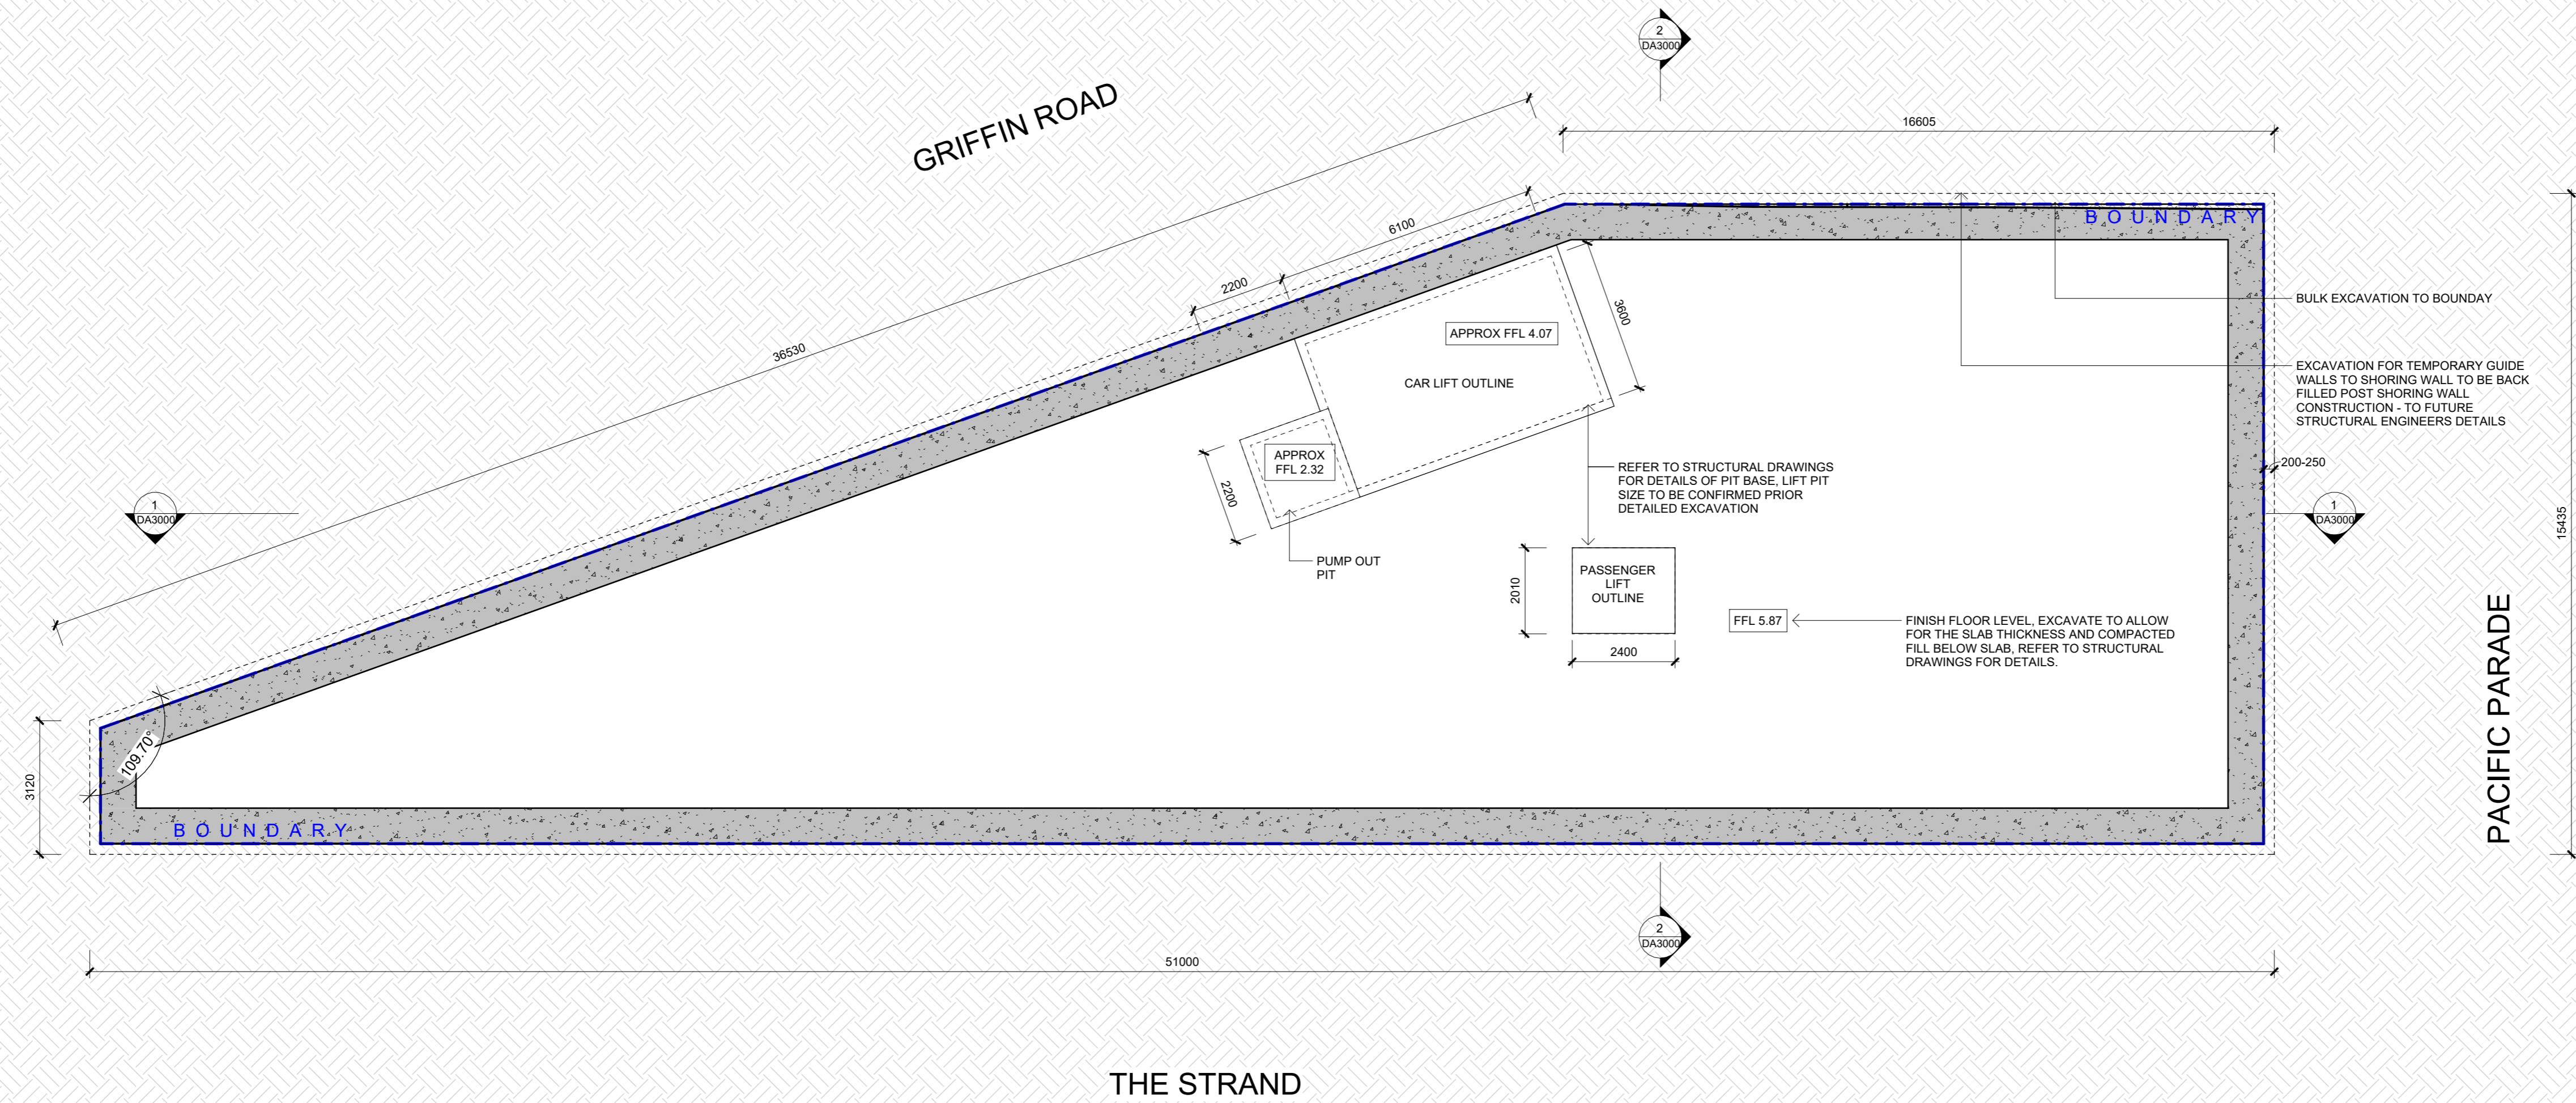 2
DA3000
GRIFFIN ROAD
16605
BOUNDARY
6100
2200
36530
3600
APPROX FFL 4.07
CAR LIFT OUTLINE
BULK EXCAVATION TO BOUNDAY
EXCAVATION FOR TEMPORARY GUIDE
WALLS TO SHORING WALL TO BE BACK
FILLED POST SHORING WALL
CONSTRUCTION - TO FUTURE
STRUCTURAL ENGINEERS DETAILS
200-250
APPROX
FFL 2.32
2200
REFER TO STRUCTURAL DRAWINGS
FOR DETAILS OF PIT BASE, LIFT PIT
SIZE TO BE CONFIRMED PRIOR
DETAILED EXCAVATION
1
DA3000
1
DA3000
15435
PUMP OUT
PIT
PASSENGER
LIFT
OUTLINE
2010
2400
FFL 5.87
FINISH FLOOR LEVEL, EXCAVATE TO ALLOW
FOR THE SLAB THICKNESS AND COMPACTED
FILL BELOW SLAB, REFER TO STRUCTURAL
DRAWINGS FOR DETAILS.
PACIFIC PARADE
109.70°
3120
BOUNDARY
2
DA3000
51000
THE STRAND